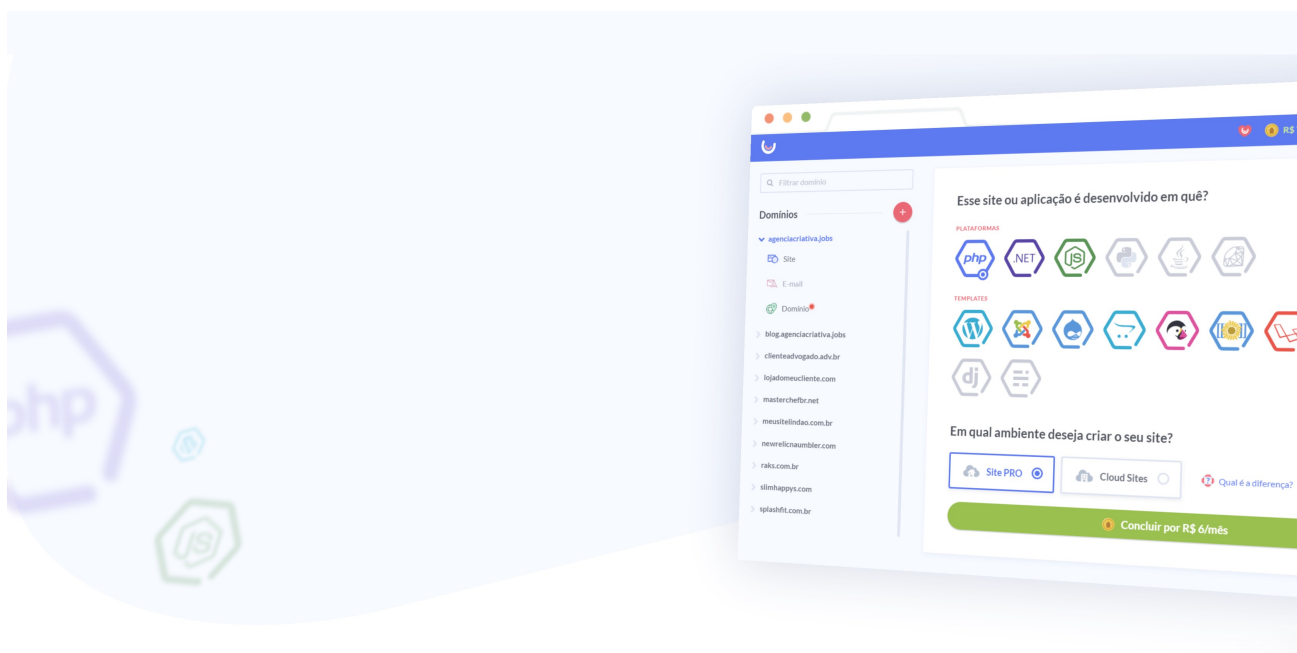 R$
Filtrar domínio
Domínios
+
agenciacriativa.jobs
Site
E-mail
Domínio
blog.agenciacriativa.jobs
clienteadvogado.adv.br
lojadomeucliente.com
masterchefbr.net
meusitelindao.com.br
newrelicnaumbler.com
raks.com.br
slimhappys.com
splashfit.com.br
Esse site ou aplicação é desenvolvido em quê?
PLATAFORMAS
php .NET JS
TEMPLATES
dj
Em qual ambiente deseja criar o seu site?
Site PRO Cloud Sites ? Qual é a diferença?
Concluir por R$ 6/mês
php
JS